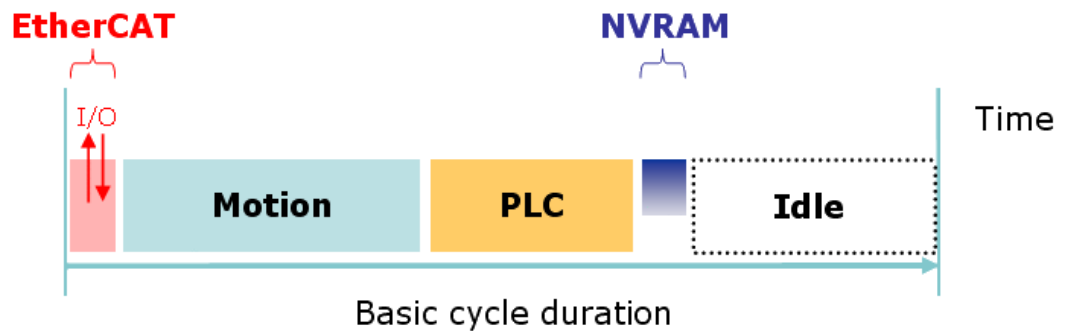 EtherCAT
NVRAM
I/O
Time
Motion
PLC
Idle
Basic cycle duration